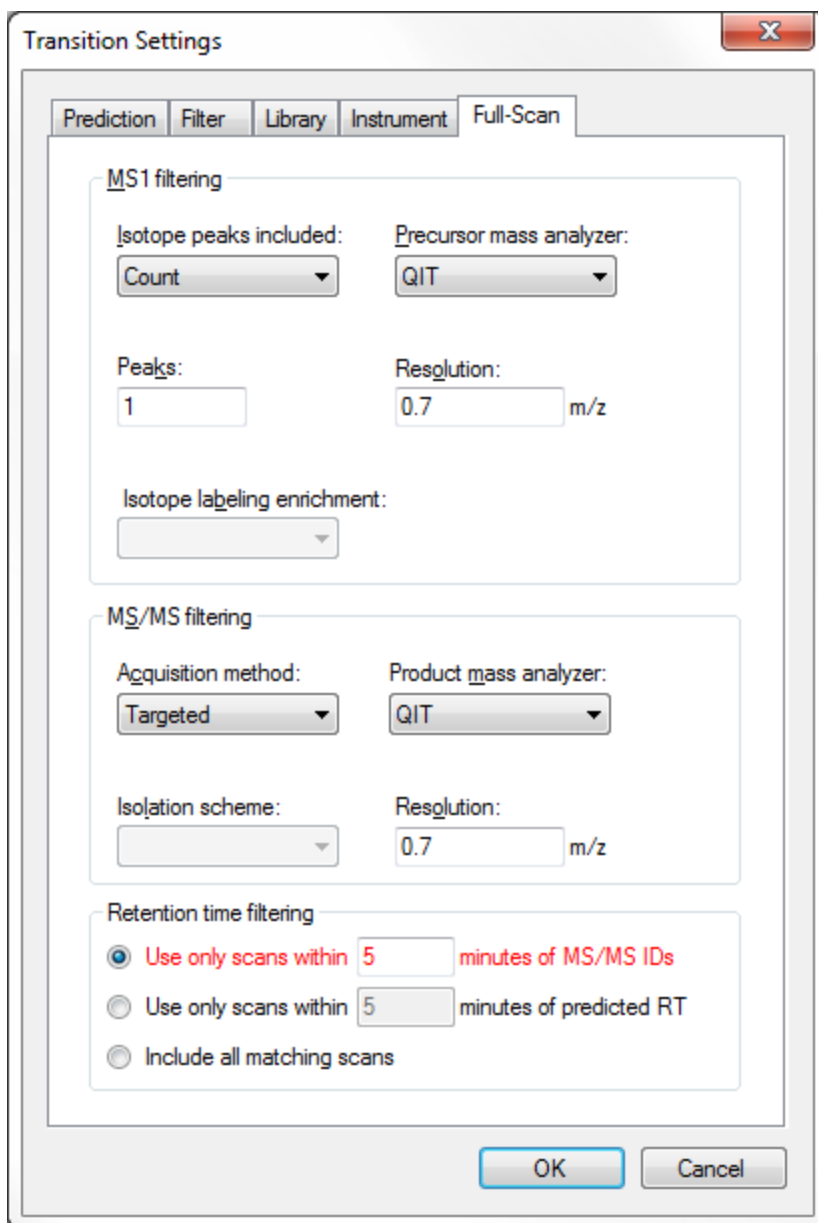 Transition Settings
X
Prediction Filter Library Instrument Full-Scan
MS1 filtering
Isotope peaks included: Precursor mass analyzer:
Count QIT
Peaks: Resolution:
1 0.7 m/z
Isotope labeling enrichment:
MS/MS filtering
Acquisition method: Product mass analyzer:
Targeted QIT
Isolation scheme: Resolution:
0.7 m/z
Retention time filtering
Use only scans within 5 minutes of MS/MS IDs
Use only scans within 5 minutes of predicted RT
Include all matching scans
OK Cancel